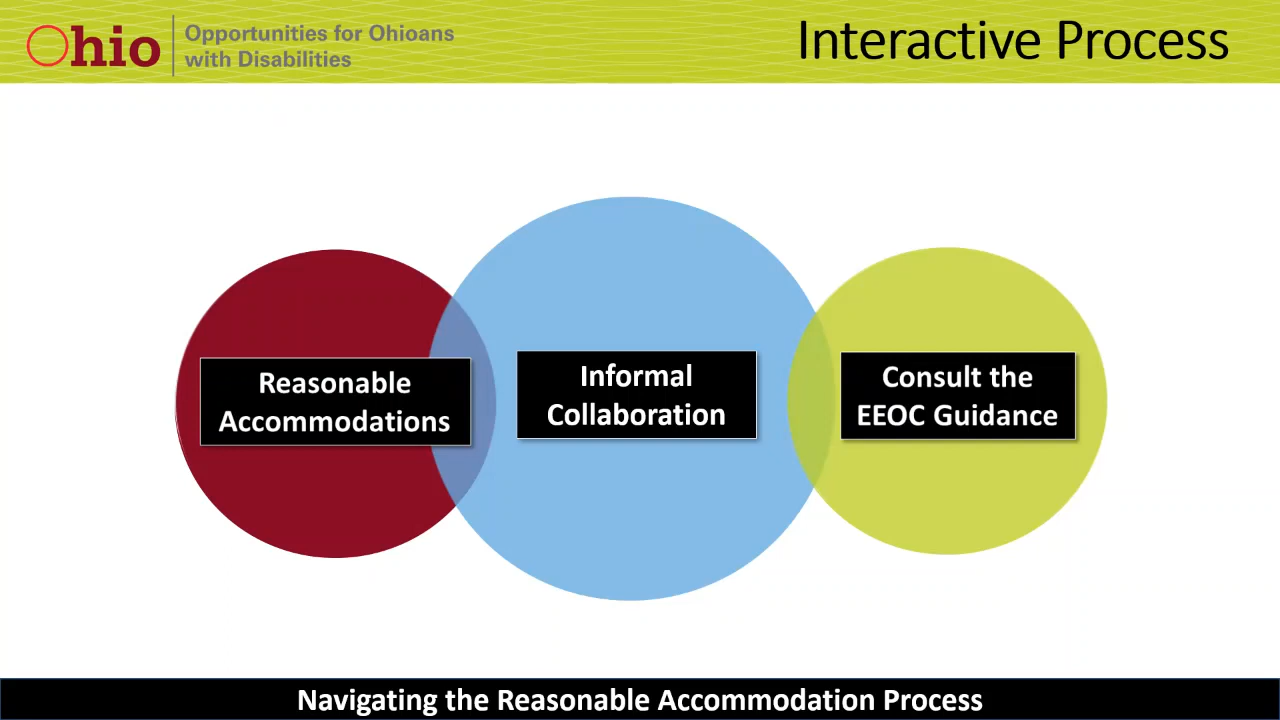 Ohio
Opportunities for Ohioans
with Disabilities
Interactive Process
Reasonable
Accommodations
Informal
Collaboration
Consult the
EEOC Guidance
Navigating the Reasonable Accommodation Process